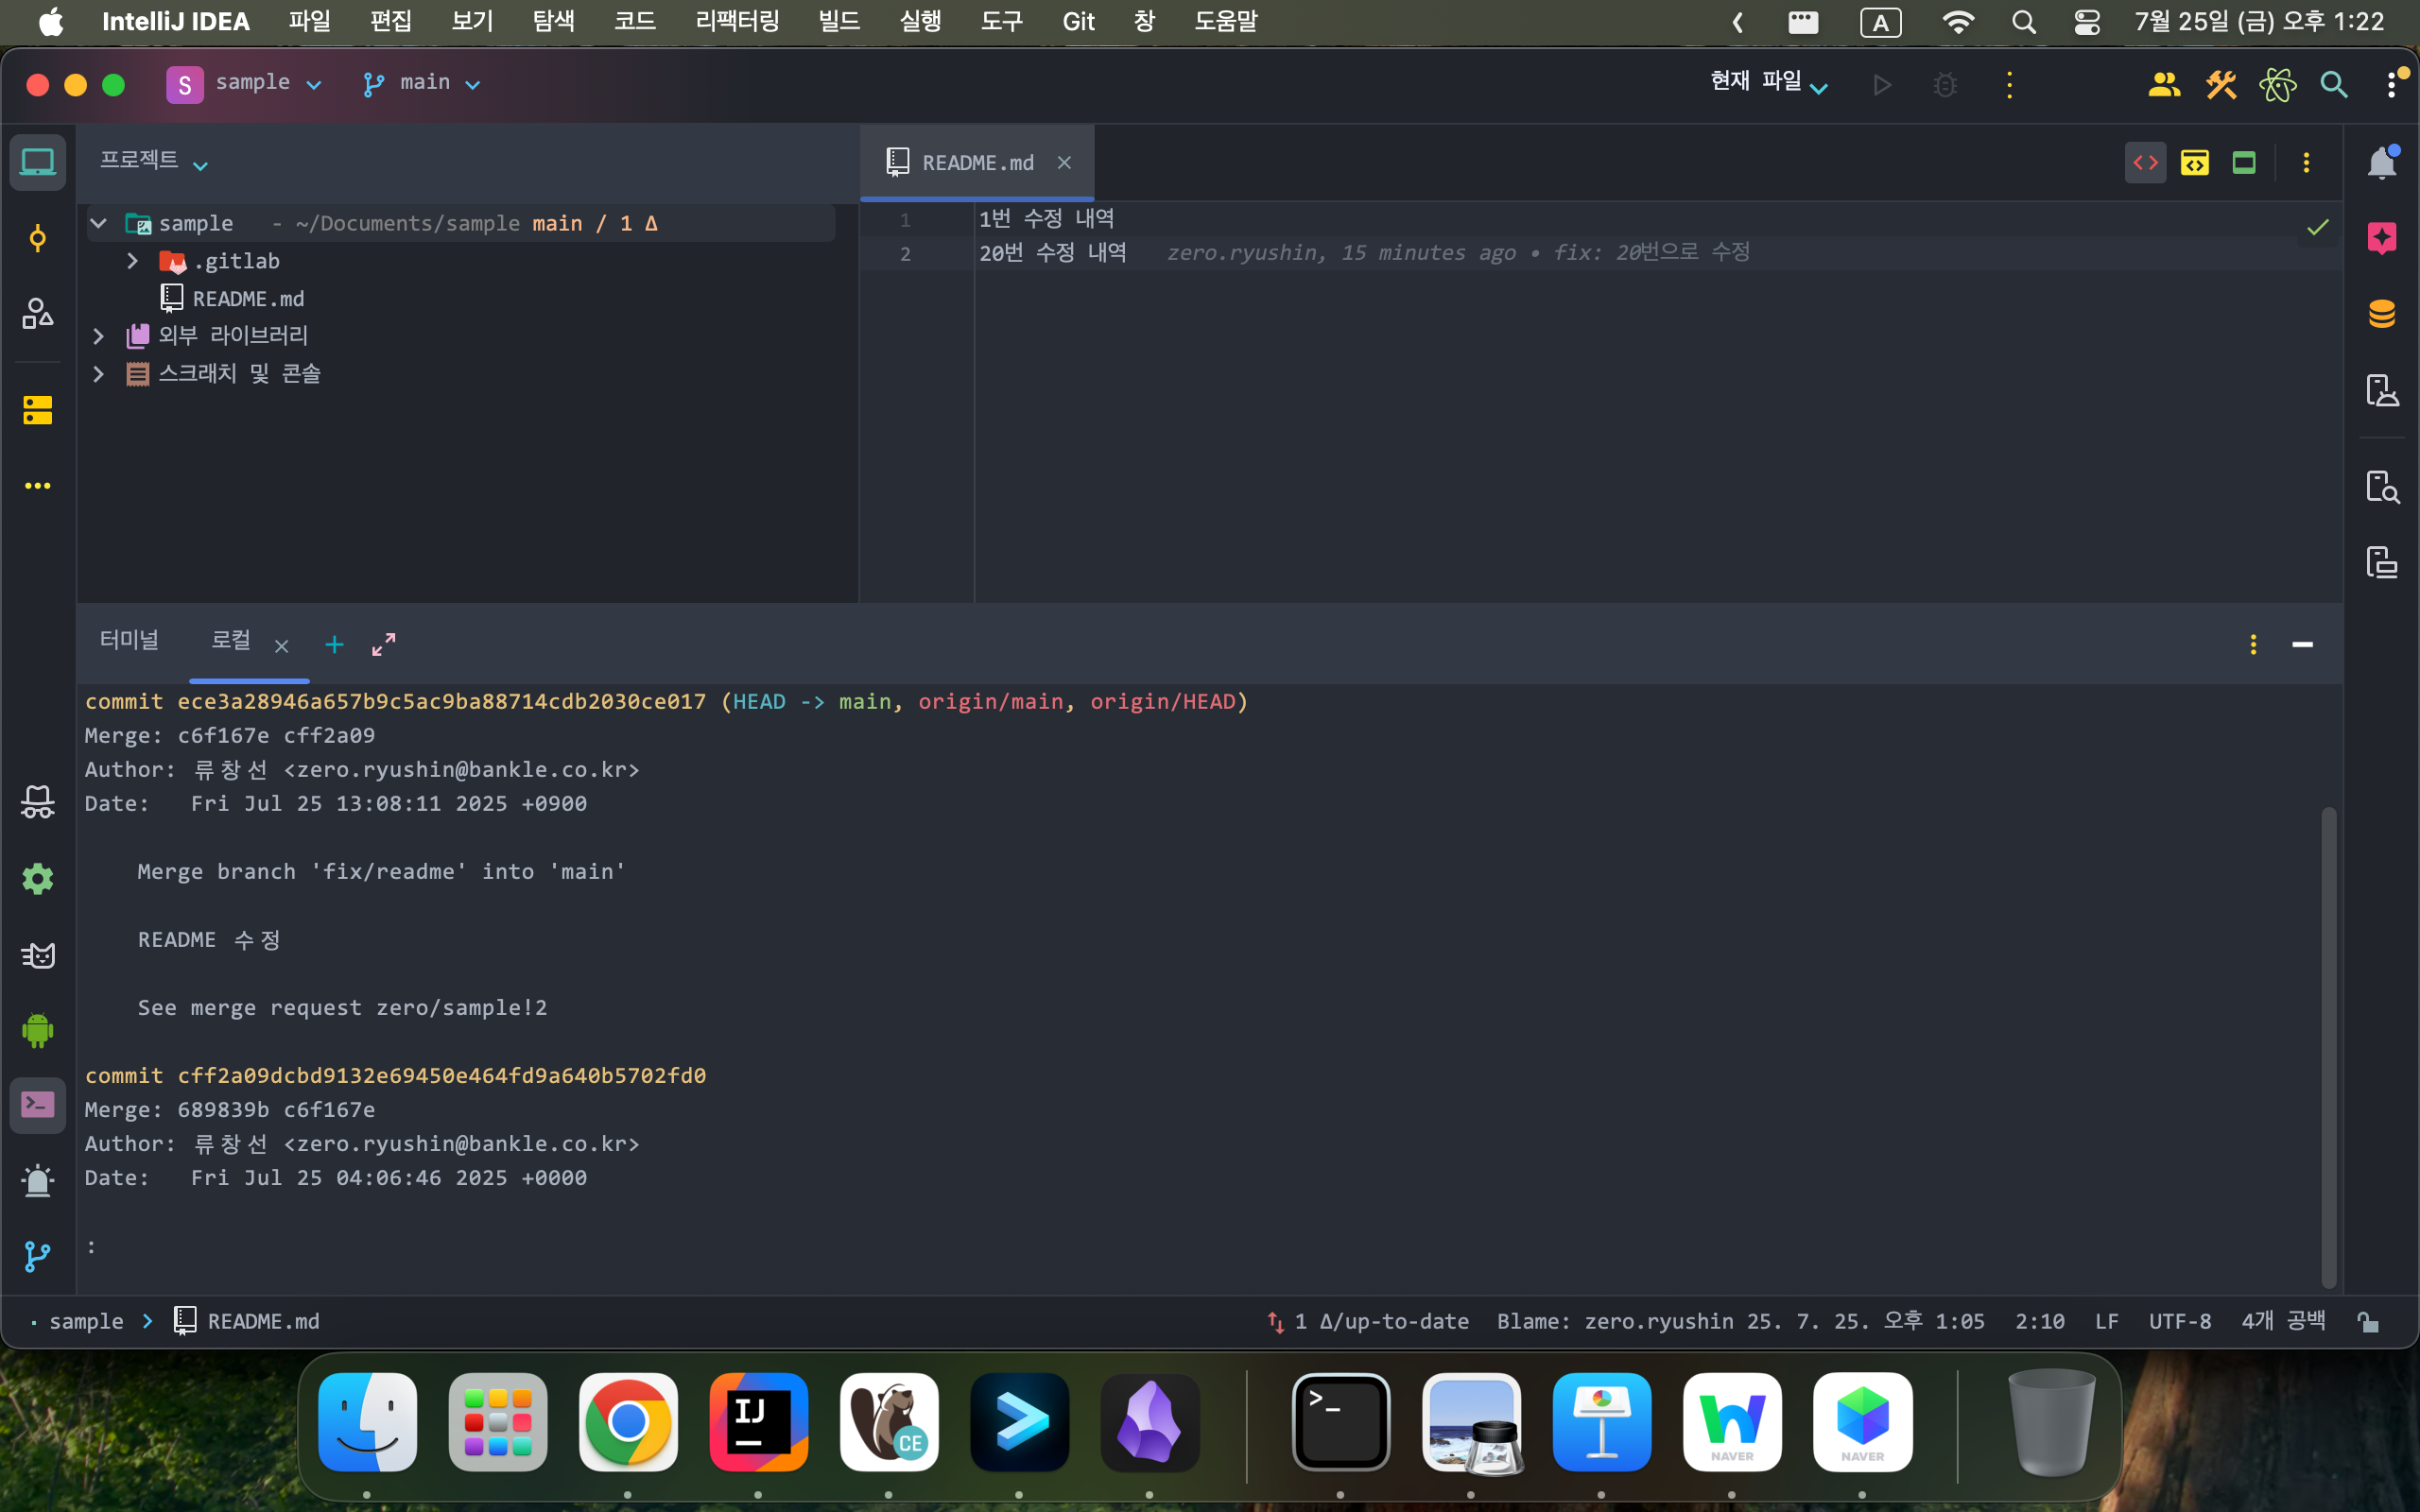 IntelliJ IDEA 파일 편집 보기 탐색 코드 리팩터링 빌드 실행 도구 Git 창 도움말 A 7월 25일 (금) 오후 1:22
S sample main 현재 파일
프로젝트
README.md
sample - ~/Documents/sample main / 1 Δ
.gitlab
README.md
외부 라이브러리
스크래치 및 콘솔
1 1번 수정 내역
2 20번 수정 내역 zero.ryushin, 15 minutes ago • fix: 20번으로 수정
터미널 로컬
commit ece3a28946a657b9c5ac9ba88714cdb2030ce017 (HEAD -> main, origin/main, origin/HEAD)
Merge: c6f167e cff2a09
Author: 류창선 <zero.ryushin@bankle.co.kr>
Date: Fri Jul 25 13:08:11 2025 +0900
Merge branch 'fix/readme' into 'main'
README 수정
See merge request zero/sample!2
commit cff2a09dcbd9132e69450e464fd9a640b5702fd0
Merge: 689839b c6f167e
Author: 류창선 <zero.ryushin@bankle.co.kr>
Date: Fri Jul 25 04:06:46 2025 +0000
:
sample README.md 1 Δ/up-to-date Blame: zero.ryushin 25. 7. 25. 오후 1:05 2:10 LF UTF-8 4개 공백
IJ
CE
>_
NAVER
NAVER